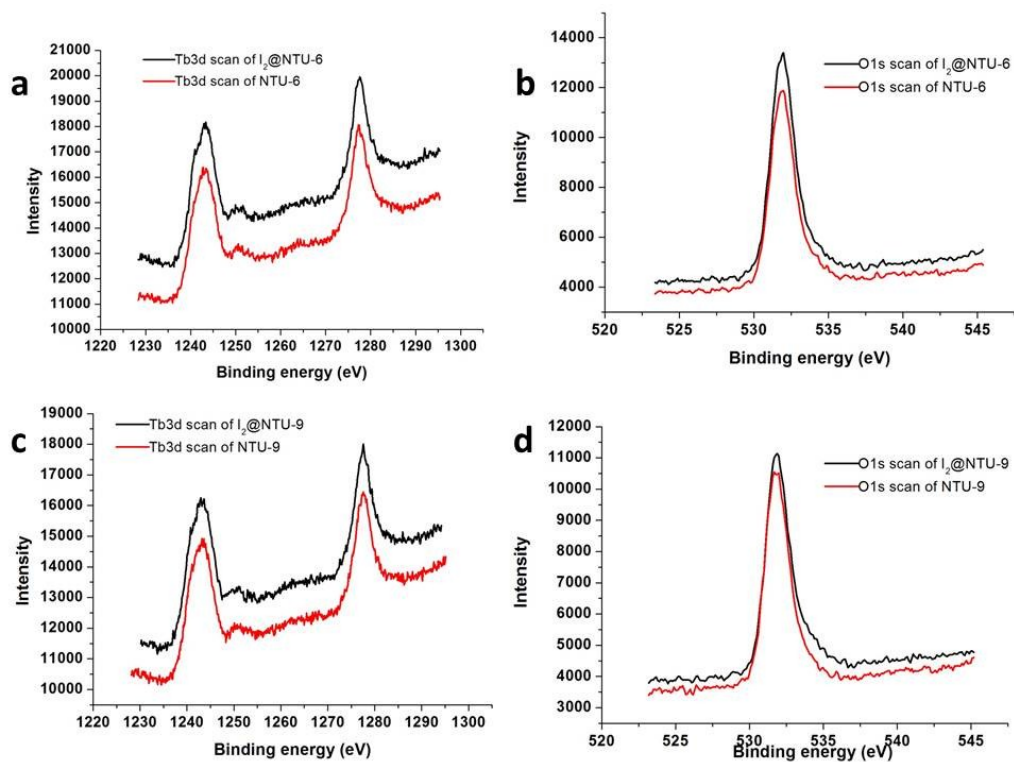 a
Intensity
21000
20000
19000
18000
17000
16000
15000
14000
13000
12000
11000
10000
Tb3d scan of I₂@NTU-6
Tb3d scan of NTU-6
1220 1230 1240 1250 1260 1270 1280 1290 1300
Binding energy (eV)
b
Intensity
14000
12000
10000
8000
6000
4000
O1s scan of I₂@NTU-6
O1s scan of NTU-6
520 525 530 535 540 545
Binding energy (eV)
c
Intensity
19000
18000
17000
16000
15000
14000
13000
12000
11000
10000
Tb3d scan of I₂@NTU-9
Tb3d scan of NTU-9
1220 1230 1240 1250 1260 1270 1280 1290 1300
Binding energy (eV)
d
Intensity
12000
11000
10000
9000
8000
7000
6000
5000
4000
3000
O1s scan of I₂@NTU-9
O1s scan of NTU-9
520 525 530 535 540 545
Binding energy (eV)